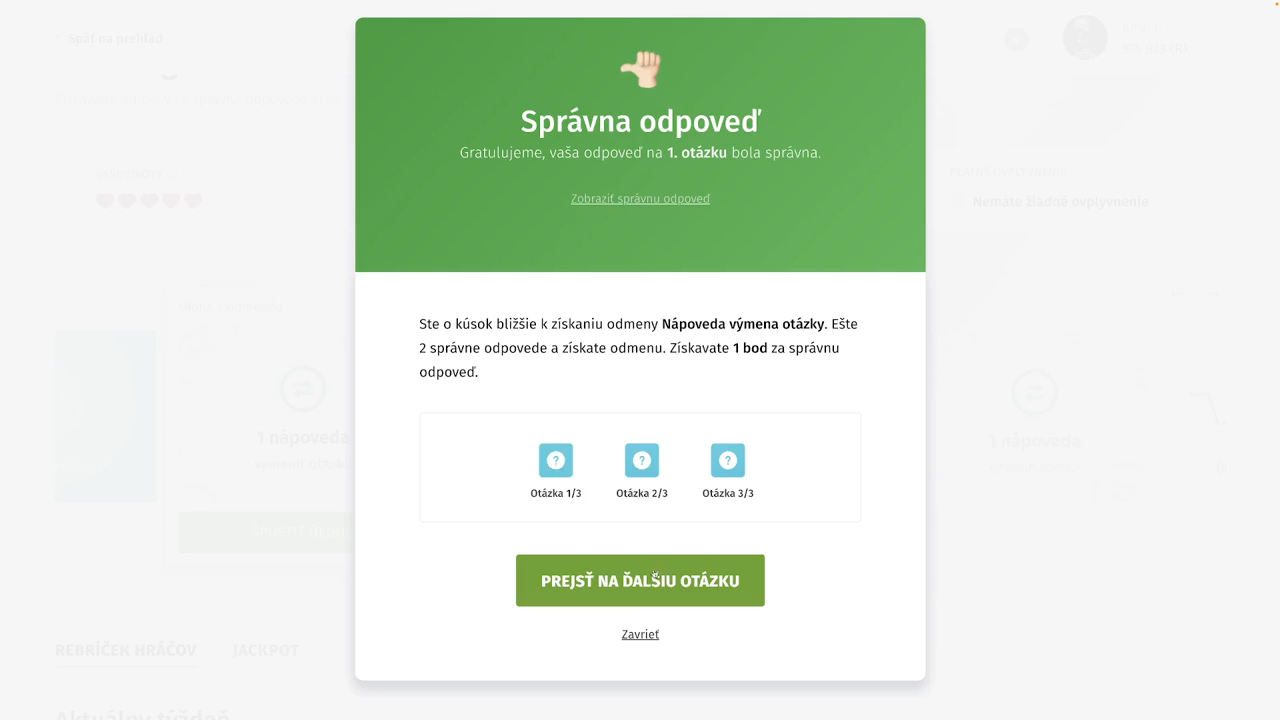 Späť na prehľad
Správna odpoveď
Gratulujeme, vaša odpoveď na 1. otázku bola správna.
Zobraziť správnu odpoveď
Nemáte žiadné ovplyvnenie
Ste o kúsok bližšie k získaniu odmeny Nápoveda výmena otázky. Ešte
2 správne odpovede a získate odmenu. Získavate 1 bod za správnu
odpoveď.
1 nápoveda
1 nápoveda
Otázka 1/3
Otázka 2/3
Otázka 3/3
PREJSŤ NA ĎALŠIU OTÁZKU
Zavrieť
REBRÍČEK HRÁČOV
JACKPOT
Aktuálny týždeň